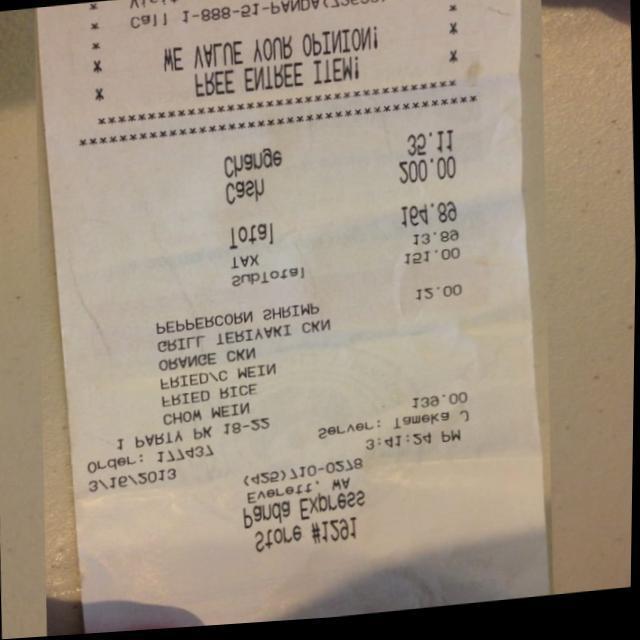 Store #1291
Panda Express
Everett, WA
(425)710-0278
3/16/2013 3:41:24 PM
Order: 177437 Server: Tameka J
1 PARTY PK 18-22 139.00
CHOW MEIN
FRIED RICE
FRIED/C MEIN
ORANGE CKN
GRILL TERIYAKI CKN
PEPPERCORN SHRIMP 12.00
SubTotal 151.00
TAX 13.89
Total 164.89
Cash 200.00
Change 35.11
****************************************
* FREE ENTREE ITEM! *
* WE VALUE YOUR OPINION! *
* Call 1-888-51-PANDA